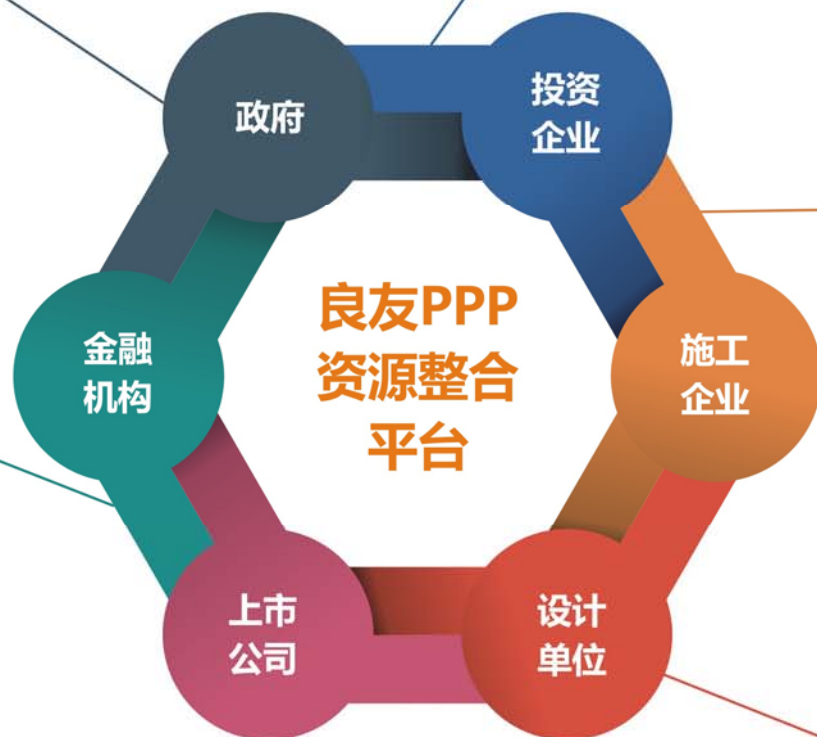 政府
投资
企业
良友PPP
资源整合
平台
金融
机构
施工
企业
上市
公司
设计
单位